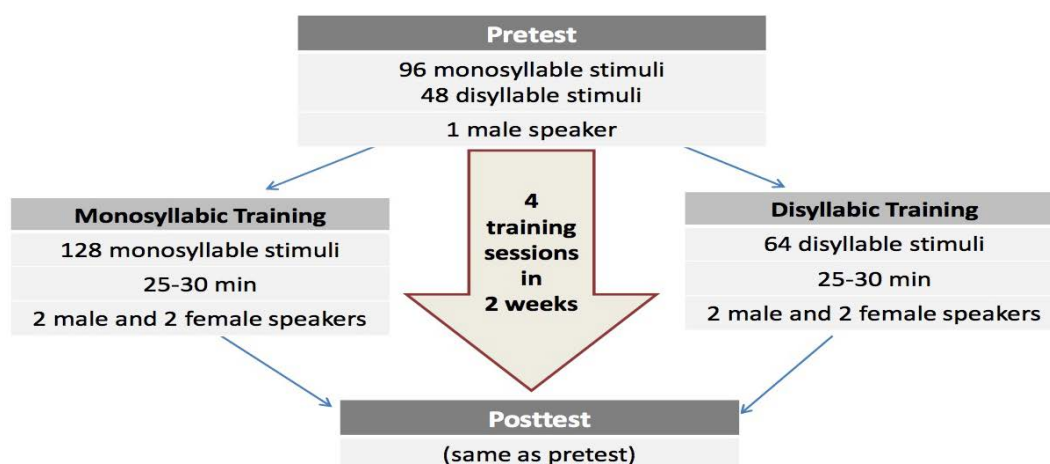 Pretest
96 monosyllable stimuli
48 disyllable stimuli
1 male speaker
Monosyllabic Training
128 monosyllable stimuli
25-30 min
2 male and 2 female speakers
4
training
sessions
in
2 weeks
Disyllabic Training
64 disyllable stimuli
25-30 min
2 male and 2 female speakers
Posttest
(same as pretest)